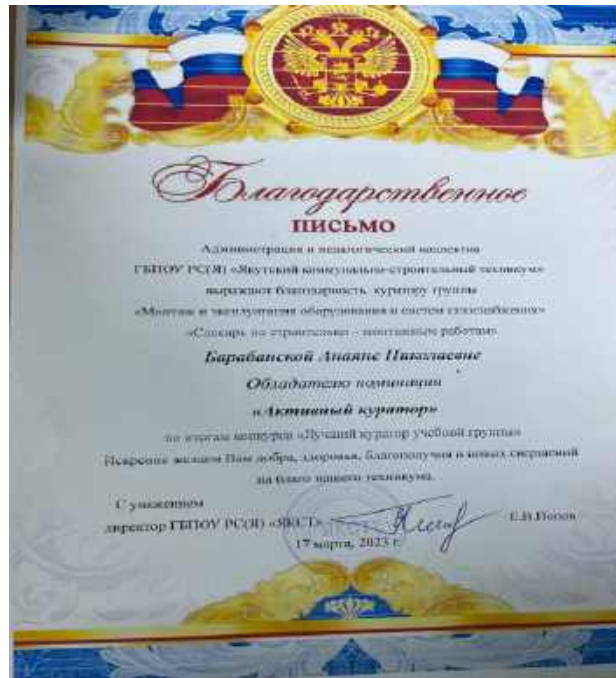 Благодарственное
ПИСЬМО
Администрация и педагогический коллектив
ГБПОУ РС(Я) «Якутский коммунально-строительный техникум»
выражают благодарность куратору группы
«Монтаж и эксплуатация оборудования и систем газоснабжения»
«Слесарь по строительно - монтажным работам»
Барабанской Николаевне
Обладателю номинации
«Активный куратор»
по итогам конкурса «Лучший куратор учебной группы»
Искренне желаем Вам добра, здоровья, благополучия и новых свершений
на благо нашего техникума.
С уважением
директор ГБПОУ РС(Я) «ЯКСТ» Е.В.Попов
17 марта, 2023 г.